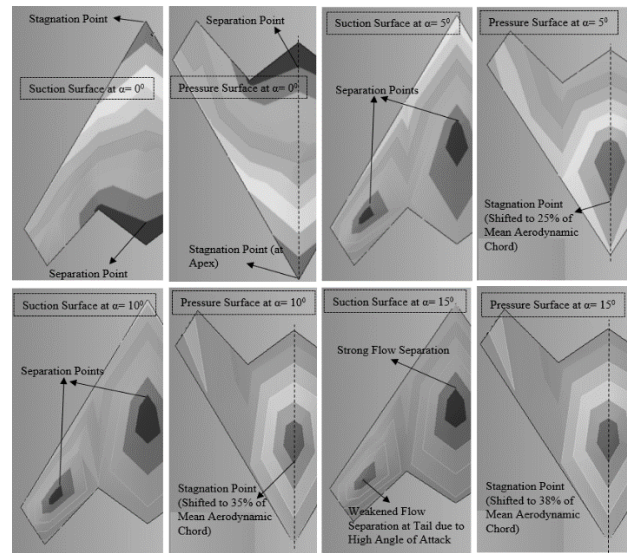 Stagnation Point
Suction Surface at α= 0⁰
Separation Point
Separation Point
Pressure Surface at α= 0⁰
Stagnation Point (at
Apex)
Suction Surface at α= 5⁰
Separation Points
Pressure Surface at α= 5⁰
Stagnation Point
(Shifted to 25% of
Mean Aerodynamic
Chord)
Suction Surface at α= 10⁰
Separation Points
Pressure Surface at α= 10⁰
Stagnation Point
(Shifted to 35% of
Mean Aerodynamic
Chord)
Suction Surface at α= 15⁰
Strong Flow Separation
Weakened Flow
Separation at Tail due to
High Angle of Attack
Pressure Surface at α= 15⁰
Stagnation Point
(Shifted to 38% of
Mean Aerodynamic
Chord)